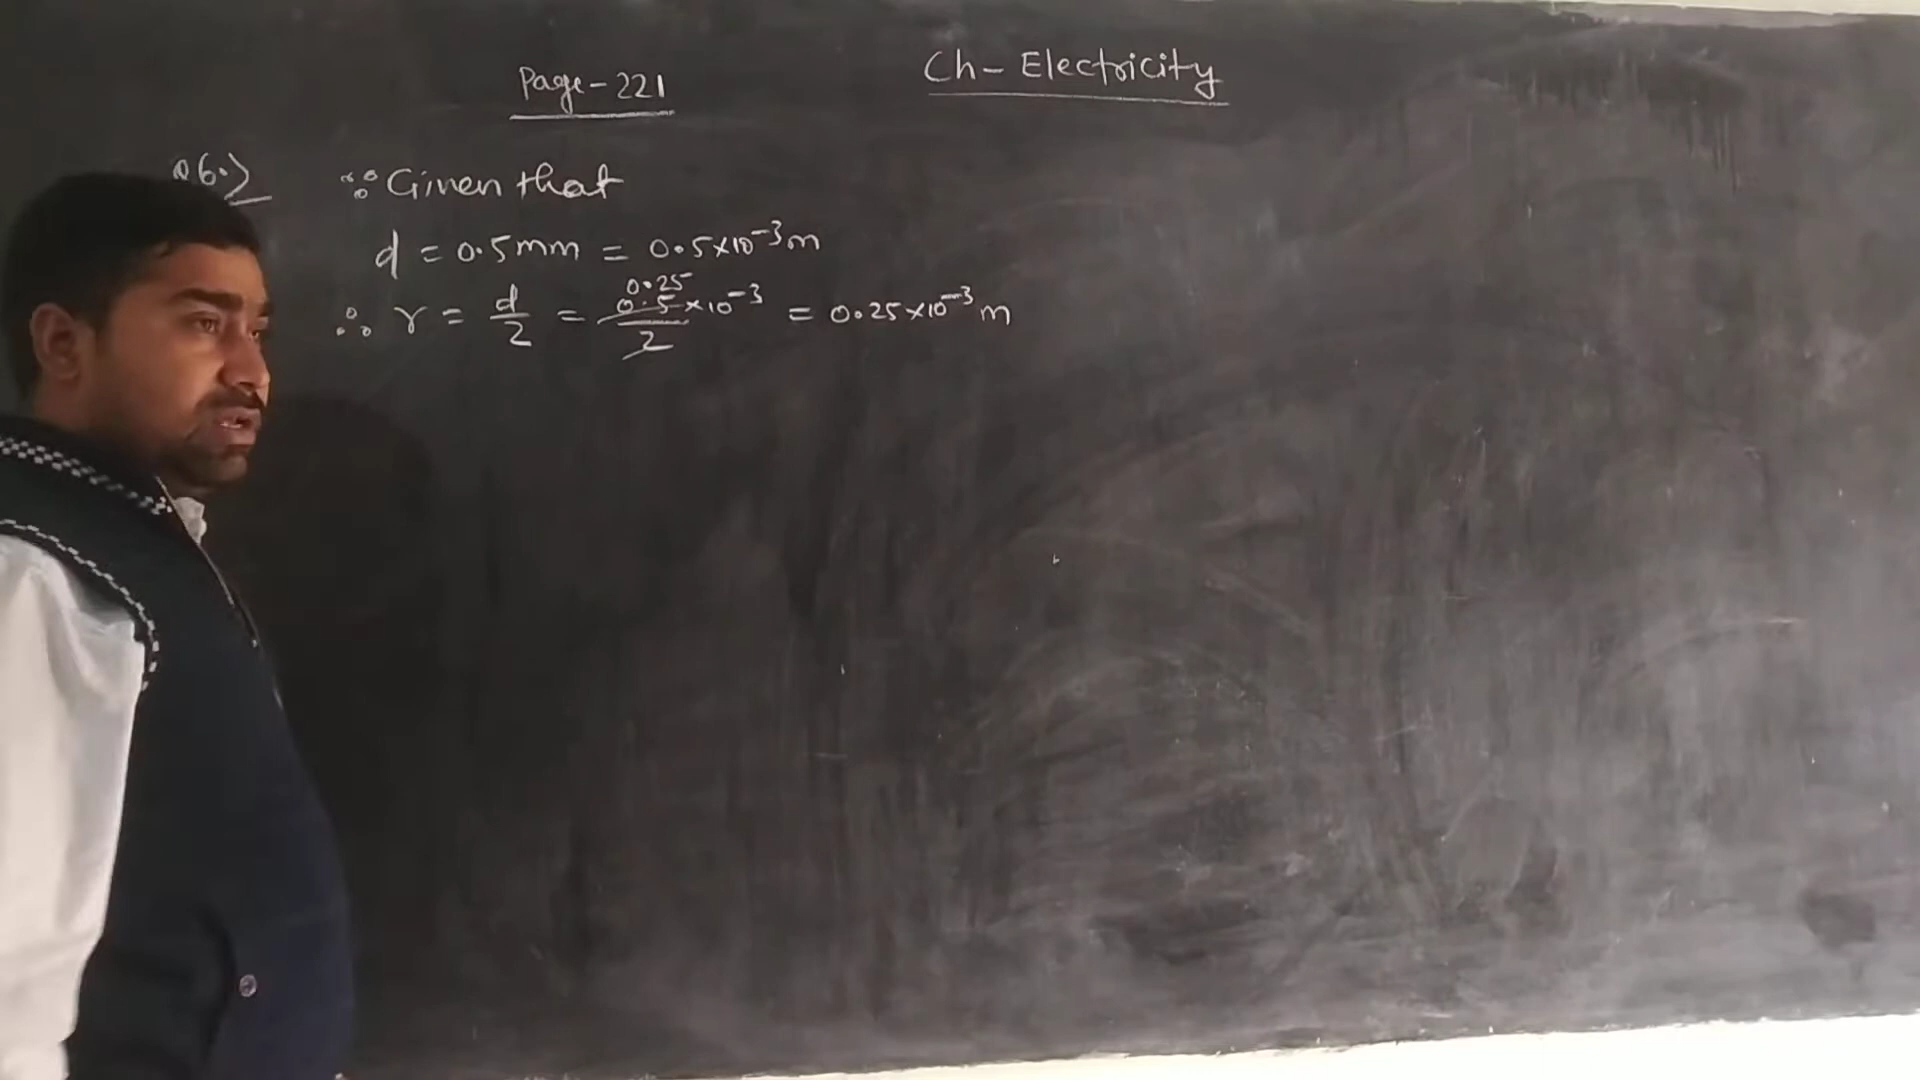 Page-221
Ch- Electricity
Q6.> ∵ Given that
d = 0.5mm = 0.5×10⁻³m
∴ r = d/2 = 0.5×10⁻³/2 0.25 = 0.25×10⁻³ m